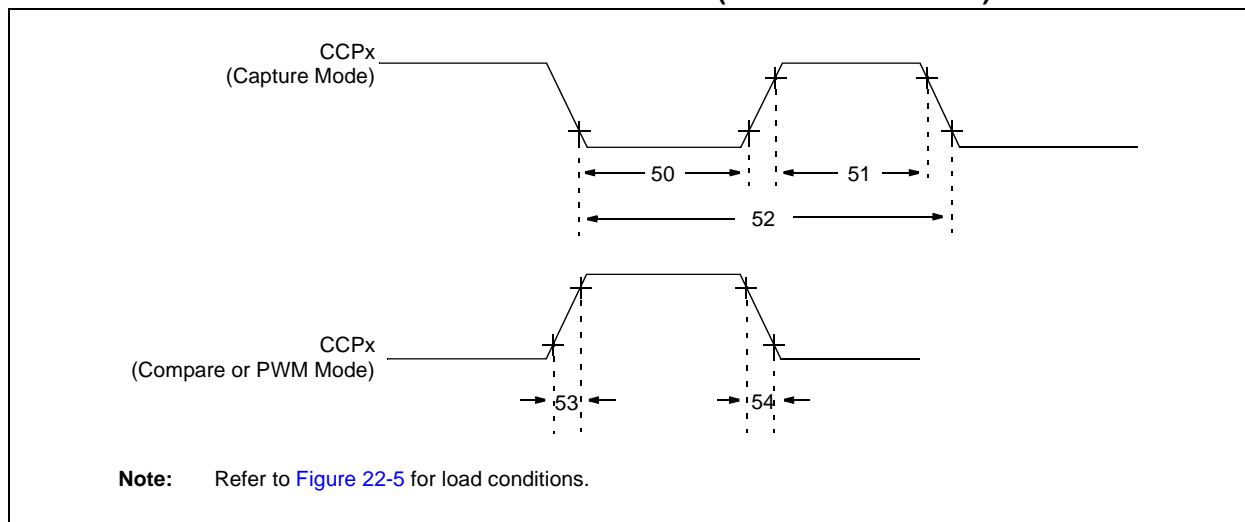 CCPx
(Capture Mode)
50
51
52
CCPx
(Compare or PWM Mode)
53
54
Note: Refer to Figure 22-5 for load conditions.